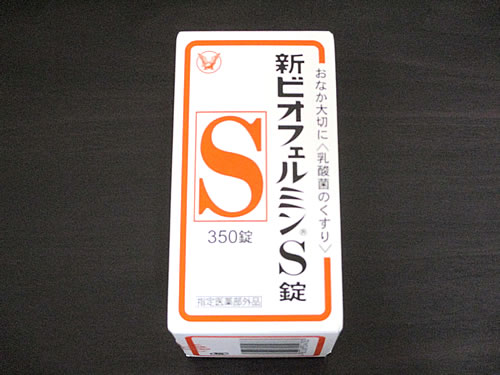 おなか大切に〈乳酸菌のくすり〉
新ビオフェルミン®S錠
S
350錠
指定医薬部外品